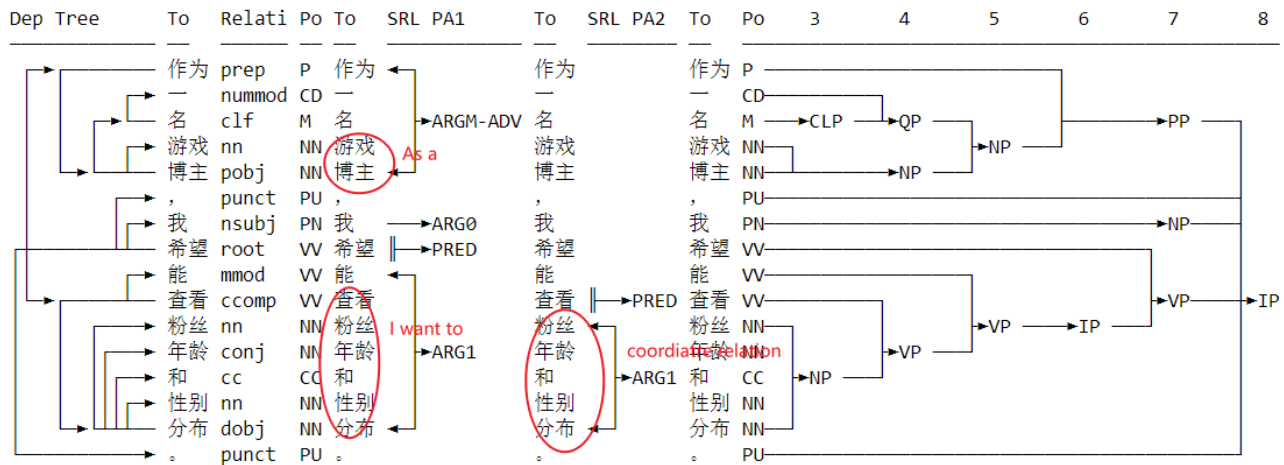 Dep Tree To Relati Po To SRL PA1 To SRL PA2 To Po 3 4 5 6 7 8
作为 prep P 作为 作为 作为 P
一 nummod CD 一 一 一 CD
名 clf M 名 ARGM-ADV 名 名 M CLP QP PP
游戏 nn NN 游戏 游戏 游戏 NN NP
As a
博主 pobj NN 博主 博主 博主 NN NP
， punct PU ， ， ， PU
我 nsubj PN 我 ARG0 我 我 PN NP
希望 root VV 希望 PRED 希望 希望 VV
能 mmod VV 能 能 能 VV
查看 ccomp VV 查看 查看 PRED 查看 VV VP IP
粉丝 nn NN 粉丝 I want to 粉丝 粉丝 NN VP IP
年龄 conj NN 年龄 ARG1 年龄 coordiatfe relation 年龄 NN VP
和 cc CC 和 和 ARG1 和 CC NP
性别 nn NN 性别 性别 性别 NN
分布 dobj NN 分布 分布 分布 NN
。 punct PU 。 。 。 PU